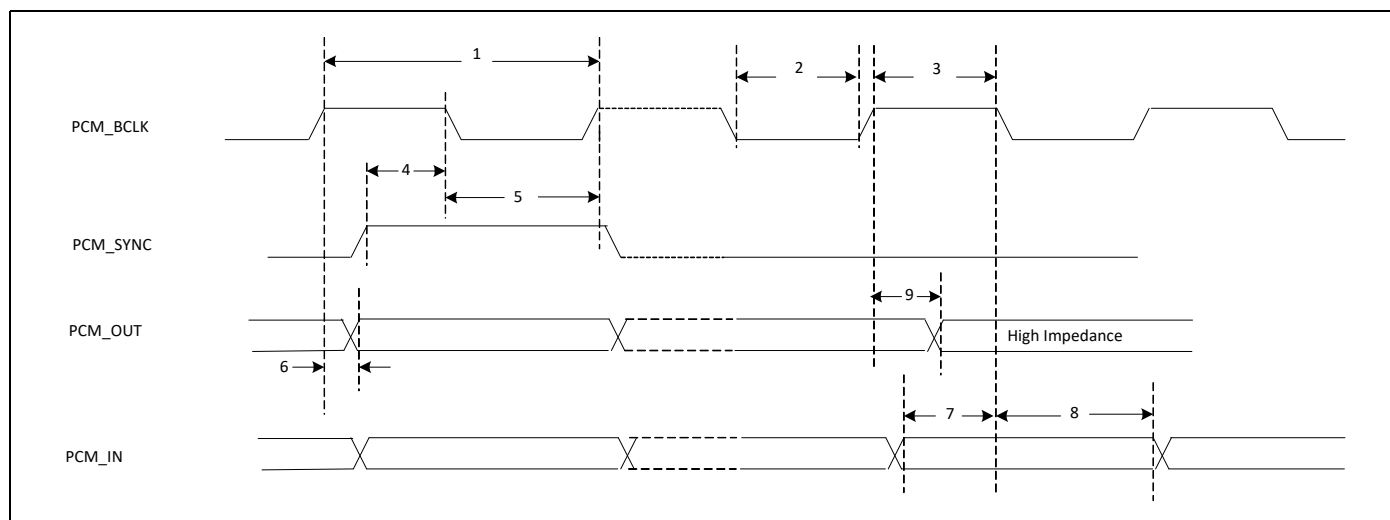 1
2
3
PCM_BCLK
4
5
PCM_SYNC
9
PCM_OUT
High Impedance
6
7
8
PCM_IN